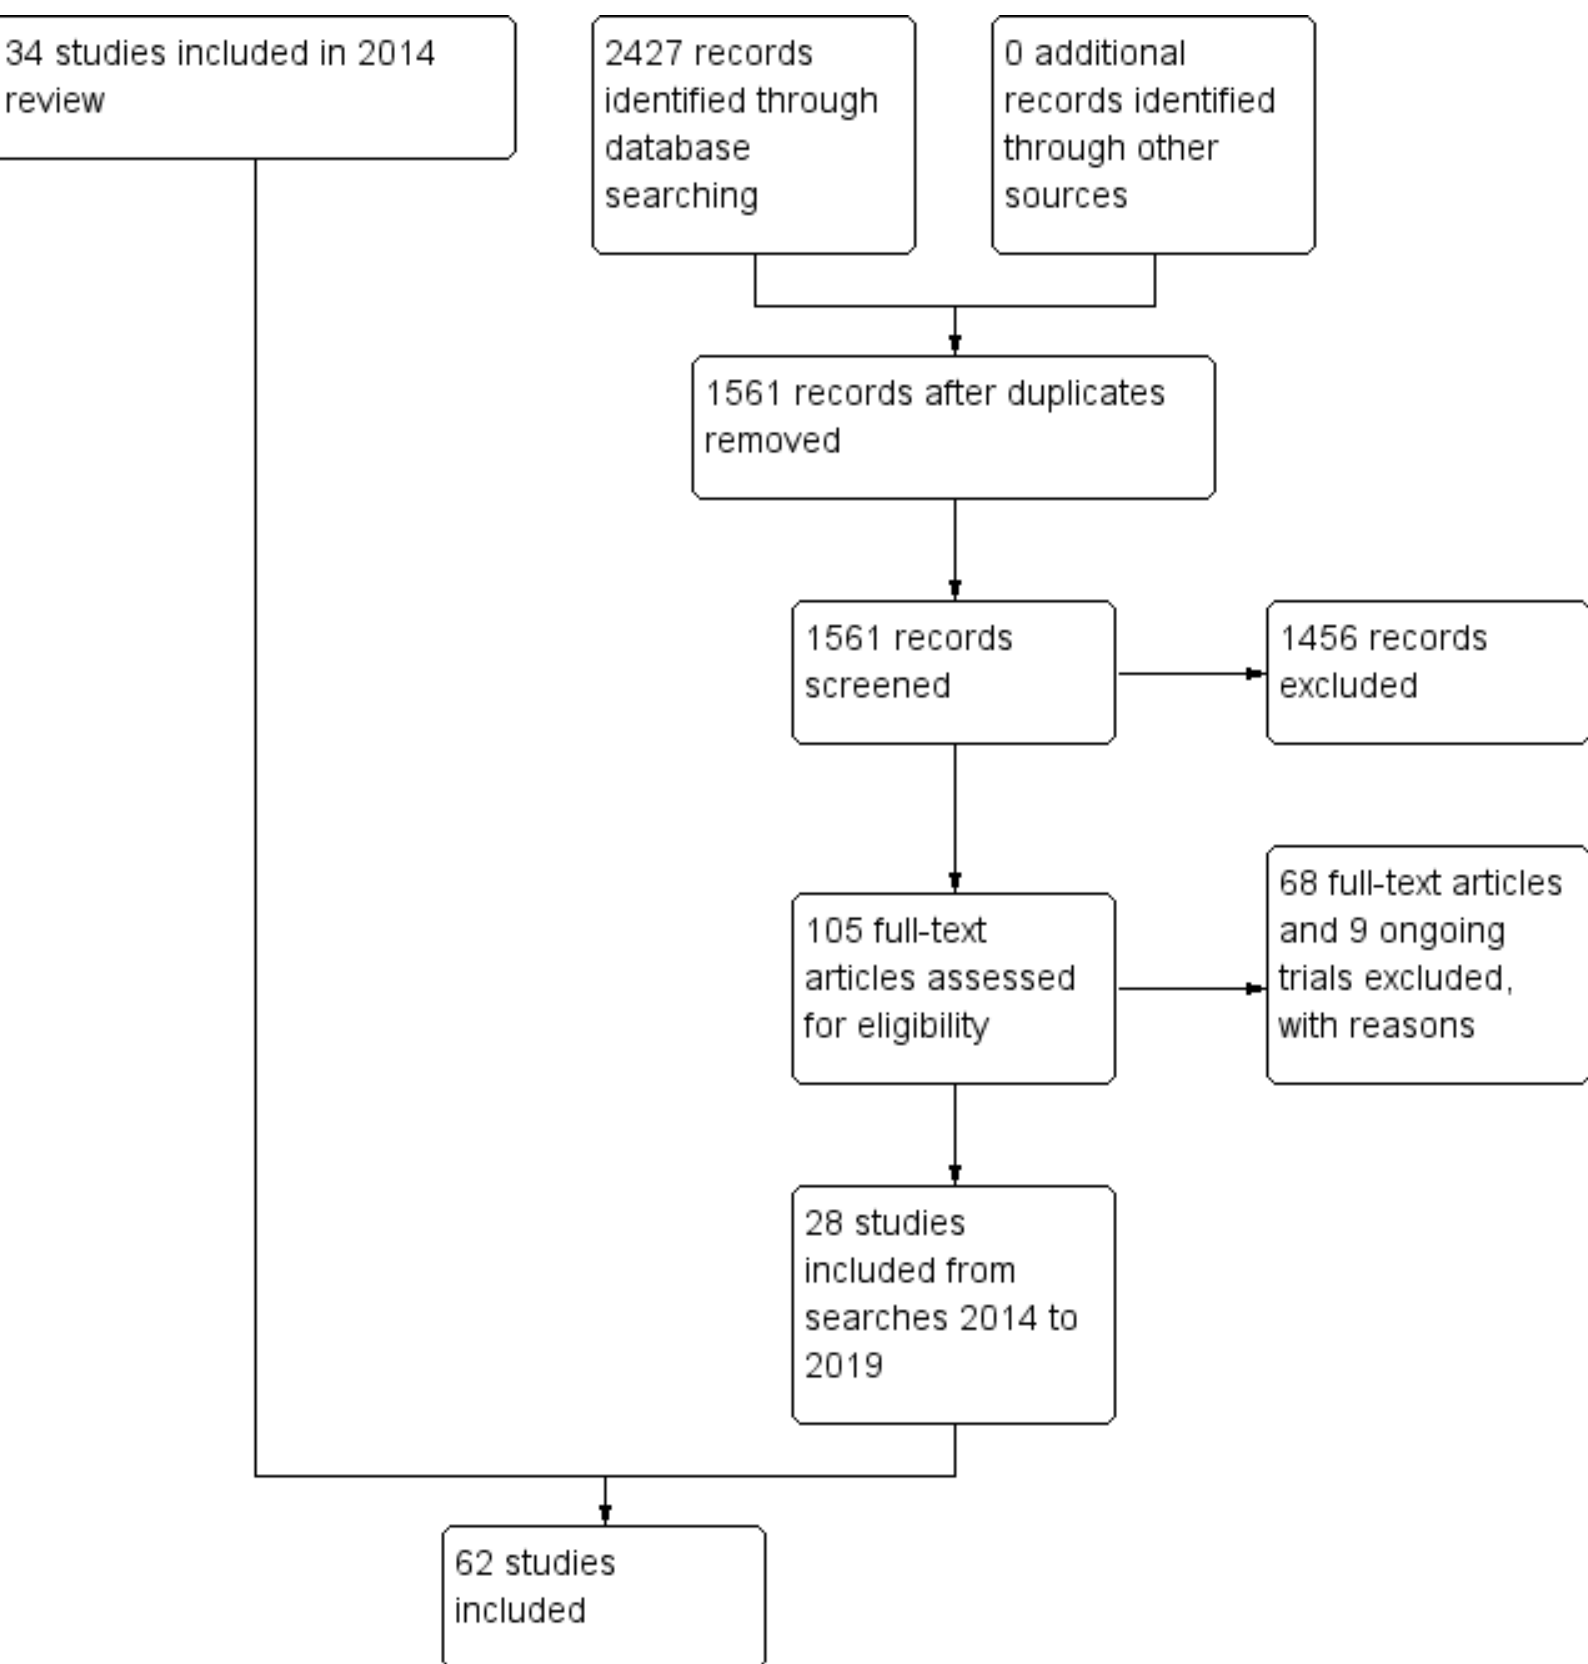 34 studies included in 2014
review
2427 records
identified through
database
searching
0 additional
records identified
through other
sources
1561 records after duplicates
removed
1561 records
screened
1456 records
excluded
105 full-text
articles assessed
for eligibility
68 full-text articles
and 9 ongoing
trials excluded,
with reasons
28 studies
included from
searches 2014 to
2019
62 studies
included